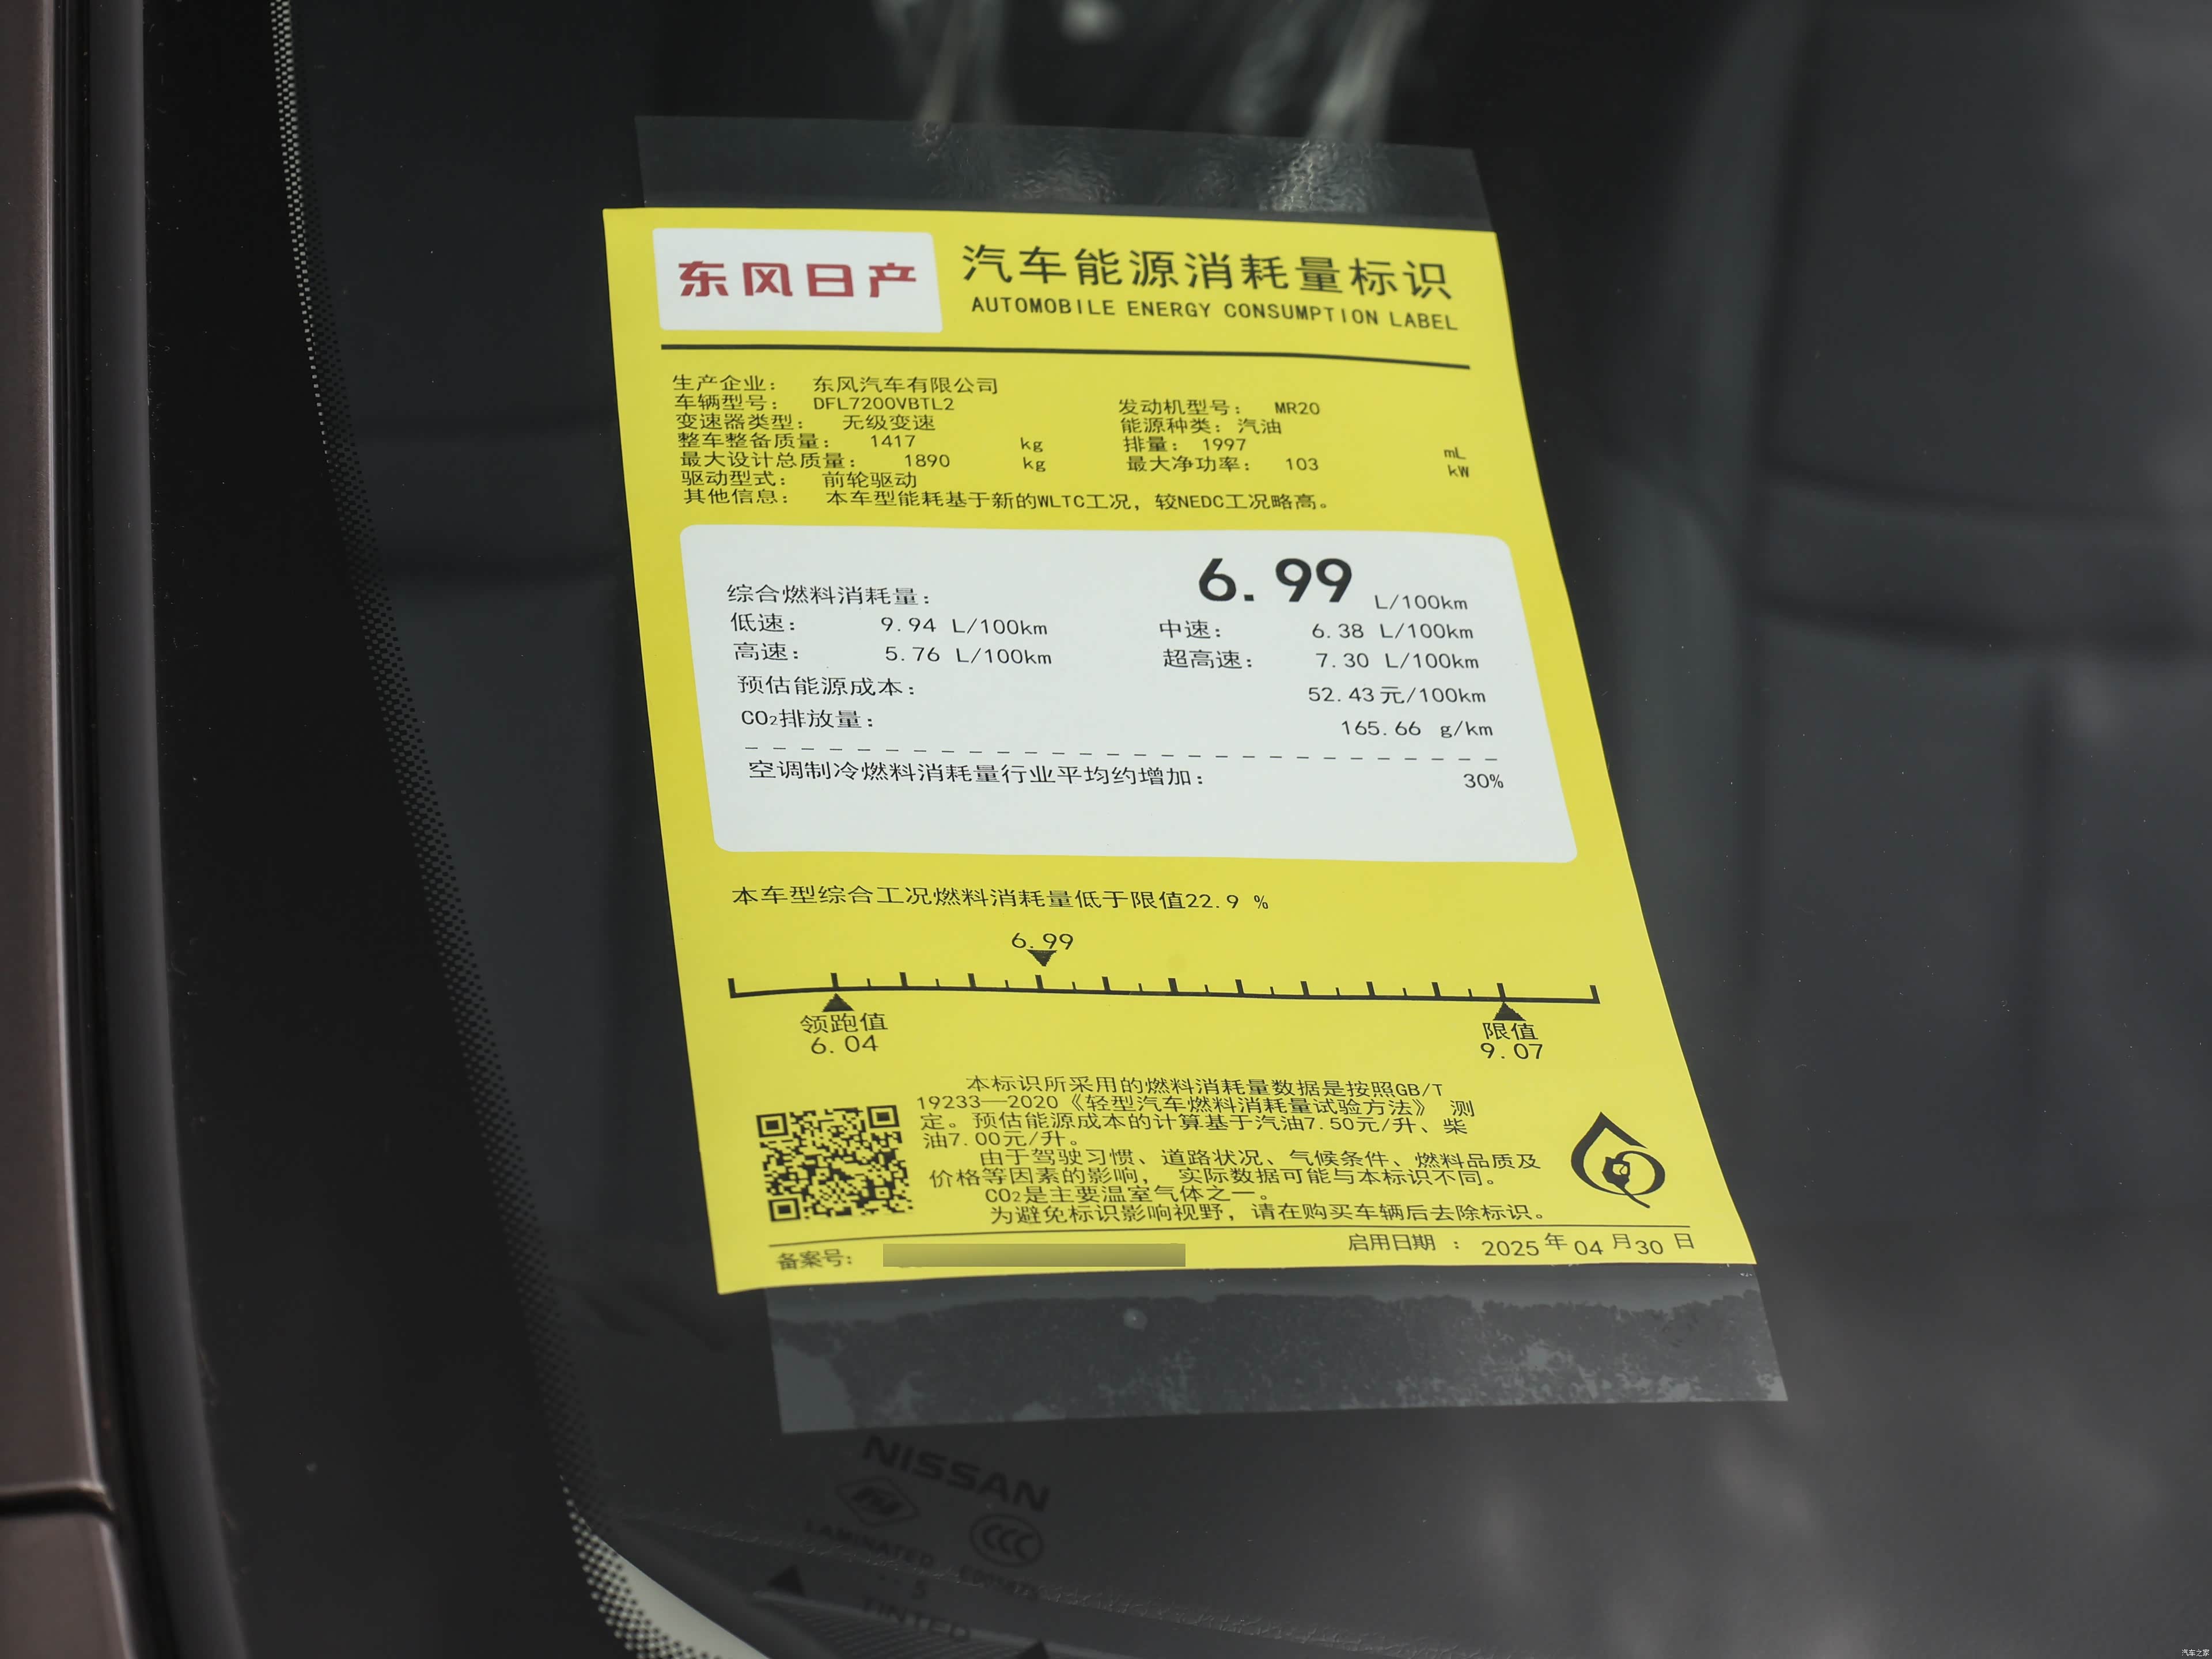 东风日产
汽车能源消耗量标识
AUTOMOBILE ENERGY CONSUMPTION LABEL
生产企业： 东风汽车有限公司
车辆型号： DFL7200VBTL2 发动机型号： MR20
变速器类型： 无级变速 能源种类：汽油
整车整备质量： 1417 kg 排量： 1997 mL
最大设计总质量： 1890 kg 最大净功率： 103 kW
驱动型式： 前轮驱动
其他信息： 本车型能耗基于新的WLTC工况，较NEDC工况略高。
综合燃料消耗量： 6.99 L/100km
低速： 9.94 L/100km 中速： 6.38 L/100km
高速： 5.76 L/100km 超高速： 7.30 L/100km
预估能源成本： 52.43元/100km
CO₂排放量： 165.66 g/km
空调制冷燃料消耗量行业平均约增加： 30%
本车型综合工况燃料消耗量低于限值22.9 %
6.99
领跑值 限值
6.04 9.07
本标识所采用的燃料消耗量数据是按照GB/T
19233—2020《轻型汽车燃料消耗量试验方法》 测
定。预估能源成本的计算基于汽油7.50元/升、柴
油7.00元/升。
由于驾驶习惯、道路状况、气候条件、燃料品质及
价格等因素的影响， 实际数据可能与本标识不同。
CO₂是主要温室气体之一。
为避免标识影响视野，请在购买车辆后去除标识。
备案号： 启用日期 ： 2025 年 04 月 30 日
NISSAN
LAMINATED
TINTED
汽车之家